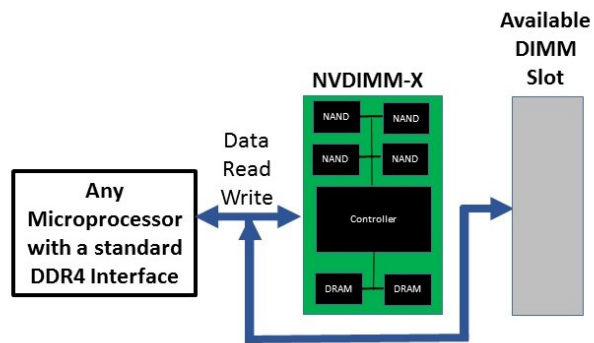 Available
DIMM
Slot
NVDIMM-X
NAND
NAND
NAND
NAND
Data
Read
Write
Any
Microprocessor
with a standard
DDR4 Interface
Controller
DRAM
DRAM